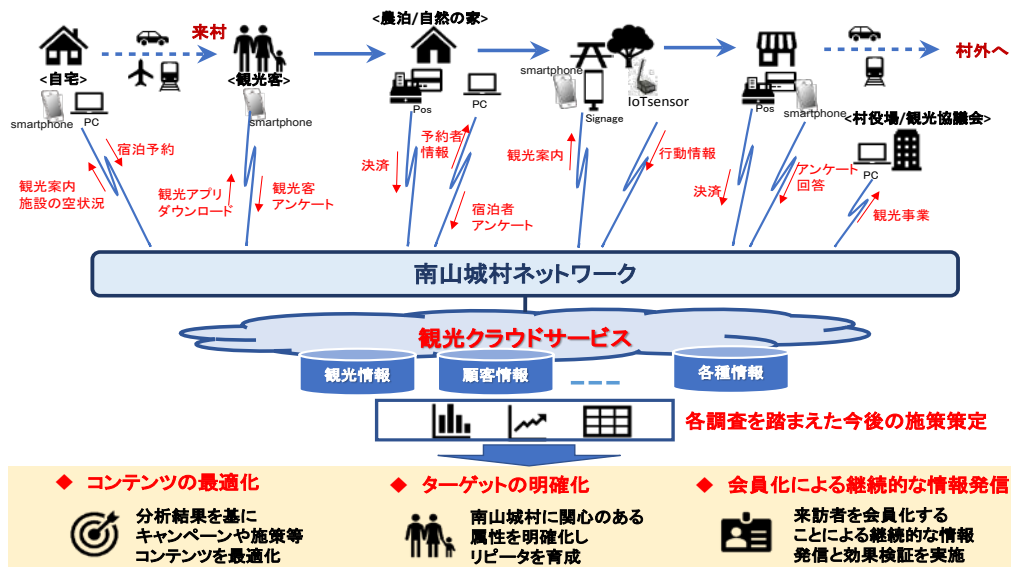 来村
<農泊/自然の家>
村外へ
<自宅>
<観光客>
smartphone
PC
smartphone
Pos
PC
smartphone
Signage
IoTsensor
Pos
smartphone
<村役場/観光協議会>
PC
宿泊予約
観光案内
施設の空状況
観光アプリ
ダウンロード
観光客
アンケート
決済
予約者
情報
宿泊者
アンケート
観光案内
行動情報
決済
アンケート
回答
観光事業
南山城村ネットワーク
観光クラウドサービス
観光情報
顧客情報
各種情報
各調査を踏まえた今後の施策策定
◆ コンテンツの最適化
分析結果を基に
キャンペーンや施策等
コンテンツを最適化
◆ ターゲットの明確化
南山城村に関心のある
属性を明確化し
リピータを育成
◆ 会員化による継続的な情報発信
来訪者を会員化する
ことによる継続的な情報
発信と効果検証を実施